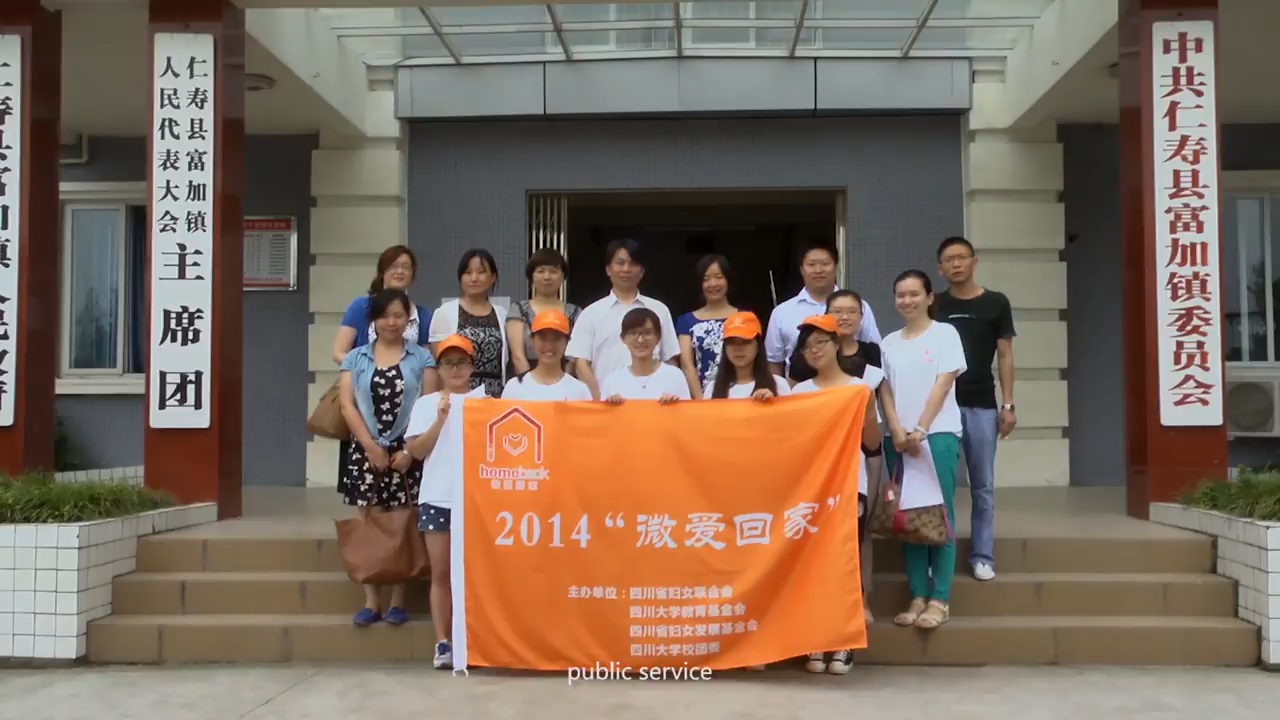 仁寿县富加镇
人民代表大会
主席团
中共仁寿县富加镇委员会
homeback
2014“微爱回家”
主办单位：四川省妇女联合会
四川大学教育基金会
四川省妇女发展基金会
四川大学校团委
public service